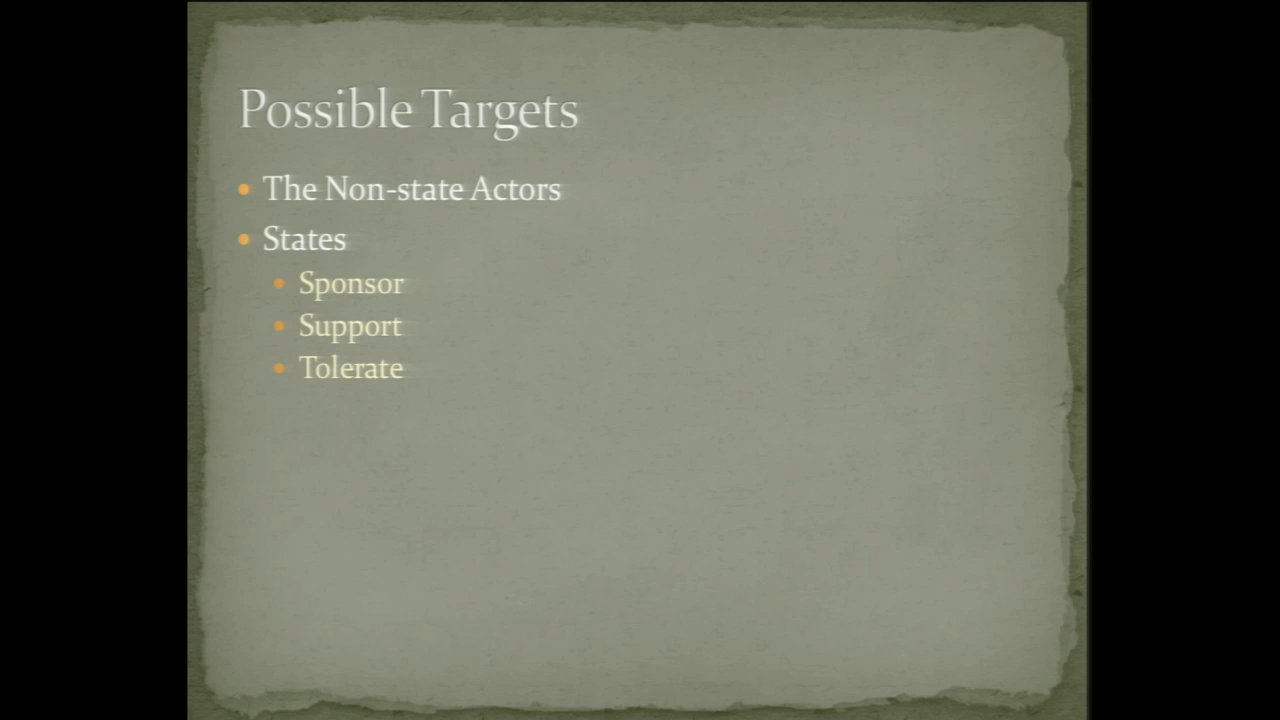 Possible Targets
The Non-state Actors
States
Sponsor
Support
Tolerate